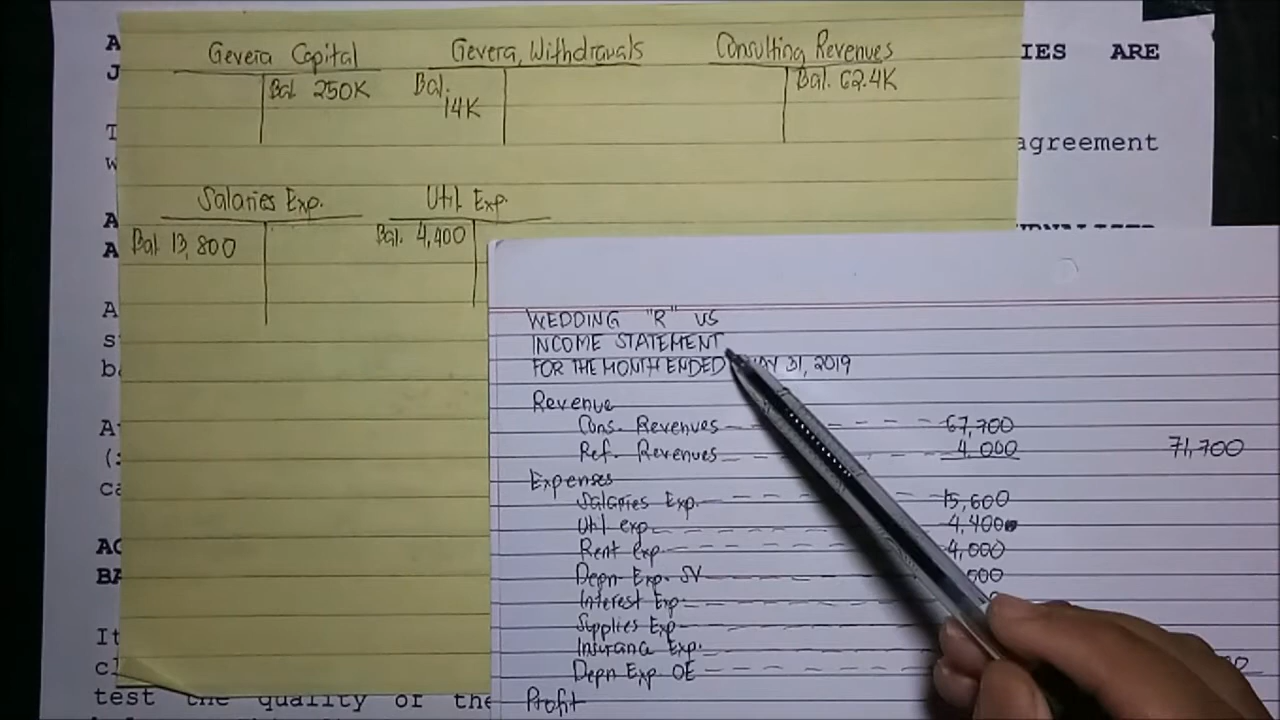 IES ARE
Gevera Capital Gevera, Withdrawals Consulting Revenues
Bal 250K Bal. 14K Bal. 62.4K
agreement
Salaries Exp. Util Exp.
Bal 13,800 Bal. 4,400
WEDDING "R" US
INCOME STATEMENT
FOR THE MONTH ENDED MAY 31, 2019
Revenue
Cons. Revenues 67,700
Ref. Revenues 4,000 71,700
Expenses
Salaries Exp. 15,600
Util exp. 4,400
Rent exp 4,000
Depn Exp. SV
Interest Exp.
Supplies Exp
Insurance Exp.
Depn Exp OE
Profit
test the quality of the